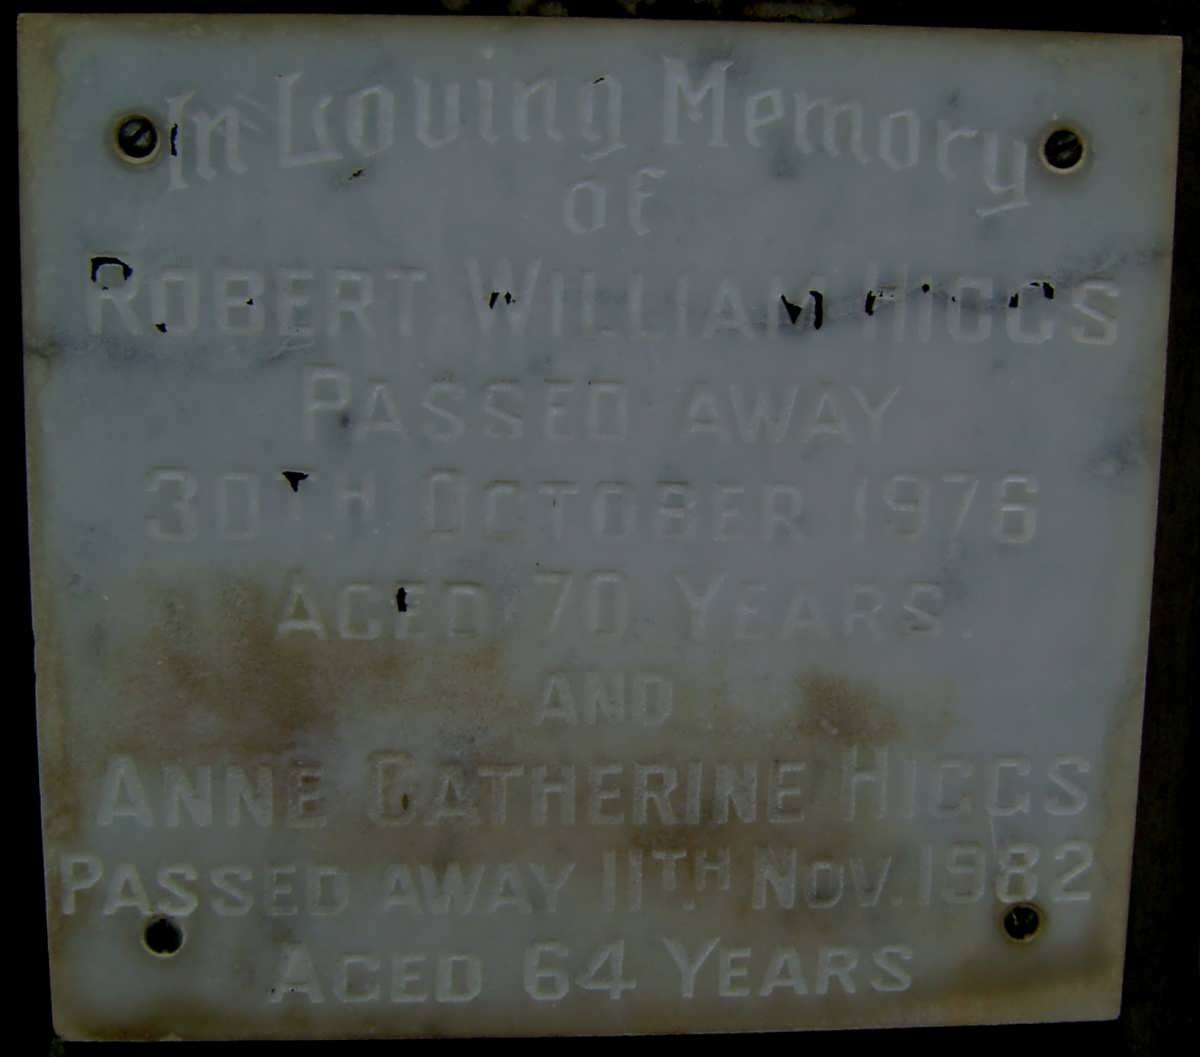 In Loving Memory
of
ROBERT WILLIAM HIGGS
PASSED AWAY
30TH OCTOBER 1976
AGED 70 YEARS.
AND
ANNE CATHERINE HIGGS
PASSED AWAY 11TH NOV. 1982
AGED 64 YEARS